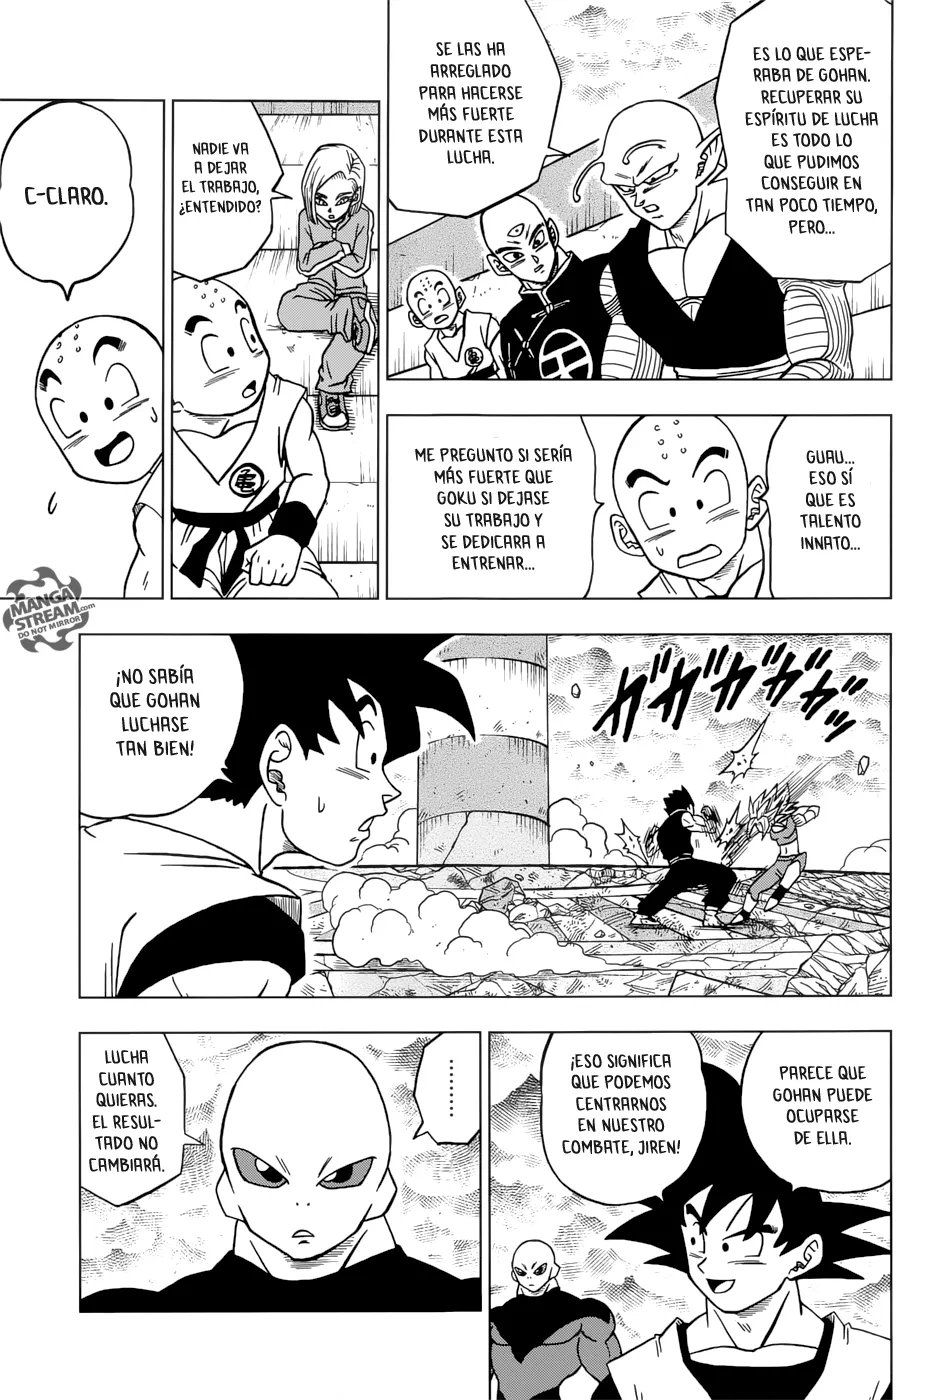 ES LO QUE ESPE-
RABA DE GOHAN.
RECUPERAR SU
ESPÍRITU DE LUCHA
ES TODO LO
QUE PUDIMOS
CONSEGUIR EN
TAN POCO TIEMPO,
PERO...
SE LAS HA
ARREGLADO
PARA HACERSE
MÁS FUERTE
DURANTE ESTA
LUCHA.
GUAU...
ESO SÍ
QUE ES
TALENTO
INNATO...
ME PREGUNTO SI SERÍA
MÁS FUERTE QUE
GOKU SI DEJASE
SU TRABAJO Y
SE DEDICARA A
ENTRENAR...
NADIE VA
A DEJAR
EL TRABAJO,
¿ENTENDIDO?
亀
C-CLARO.
MANGA
STREAM.com
DO NOT MIRROR
ガガガガガッ
¡NO SABÍA
QUE GOHAN
LUCHASE
TAN BIEN!
PARECE QUE
GOHAN PUEDE
OCUPARSE
DE ELLA.
¡ESO SIGNIFICA
QUE PODEMOS
CENTRARNOS
EN NUESTRO
COMBATE, JIREN!
.........
LUCHA
CUANTO
QUIERAS.
EL RESUL-
TADO NO
CAMBIARÁ.